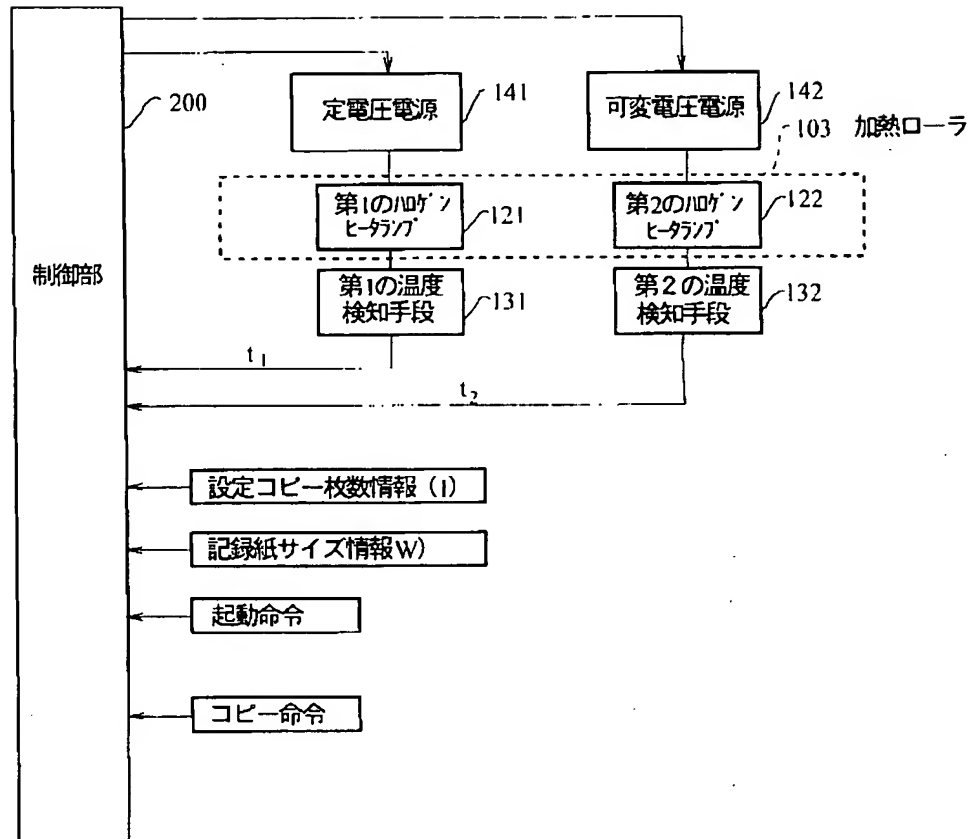 200
定電圧電源
141
可変電圧電源
142
103 加熱ローラ
第1のハロゲン
ヒータランプ
121
第2のハロゲン
ヒータランプ
122
制御部
第1の温度
検知手段
131
第2の温度
検知手段
132
t1
t2
設定コピー枚数情報(I)
記録紙サイズ情報W)
起動命令
コピー命令